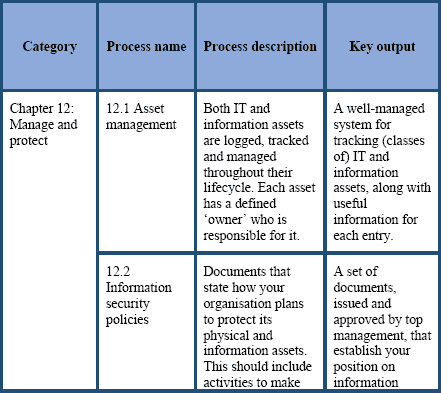 Category
Process name
Process description
Key output
Chapter 12:
Manage and
protect
12.1 Asset
management
Both IT and
information assets
are logged, tracked
and managed
throughout their
lifecycle. Each asset
has a defined
‘owner’ who is
responsible for it.
A well-managed
system for
tracking (classes
of) IT and
information
assets, along with
useful
information for
each entry.
12.2
Information
security
policies
Documents that
state how your
organisation plans
to protect its
physical and
information assets.
This should include
activities to make
A set of
documents,
issued and
approved by top
management, that
establish your
position on
information